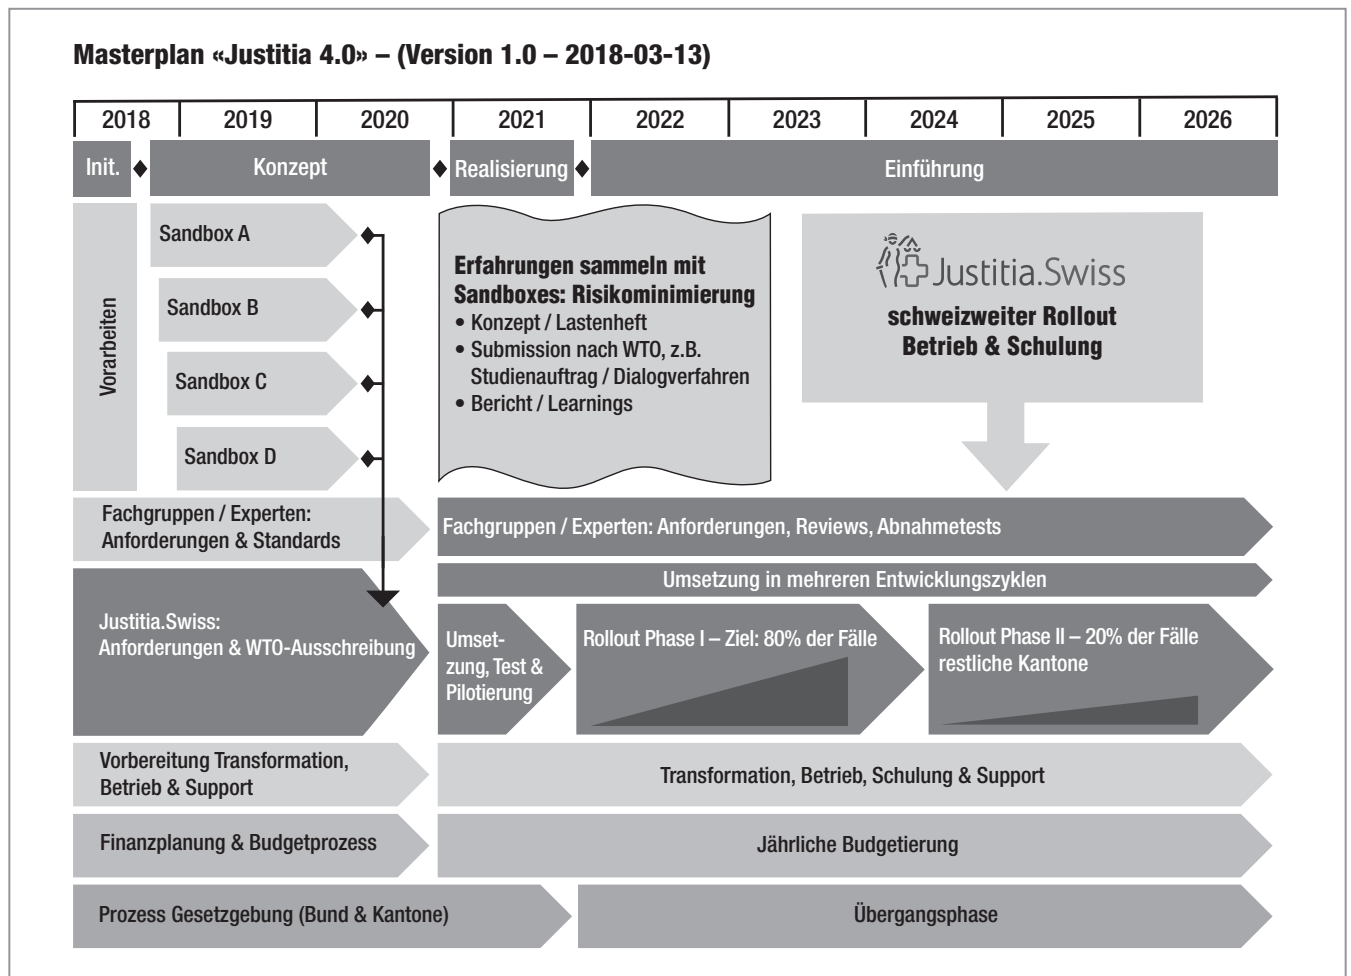 Masterplan «Justitia 4.0» – (Version 1.0 – 2018-03-13)
2018 2019 2020 2021 2022 2023 2024 2025 2026
Init. Konzept Realisierung Einführung
Vorarbeiten
Sandbox A
Sandbox B
Sandbox C
Sandbox D
Erfahrungen sammeln mit
Sandboxes: Risikominimierung
• Konzept / Lastenheft
• Submission nach WTO, z.B.
Studienauftrag / Dialogverfahren
• Bericht / Learnings
Justitia.Swiss
schweizweiter Rollout
Betrieb & Schulung
Fachgruppen / Experten:
Anforderungen & Standards
Fachgruppen / Experten: Anforderungen, Reviews, Abnahmetests
Umsetzung in mehreren Entwicklungszyklen
Justitia.Swiss:
Anforderungen & WTO-Ausschreibung
Umset-
zung, Test &
Pilotierung
Rollout Phase I – Ziel: 80% der Fälle
Rollout Phase II – 20% der Fälle
restliche Kantone
Vorbereitung Transformation,
Betrieb & Support
Transformation, Betrieb, Schulung & Support
Finanzplanung & Budgetprozess
Jährliche Budgetierung
Prozess Gesetzgebung (Bund & Kantone)
Übergangsphase